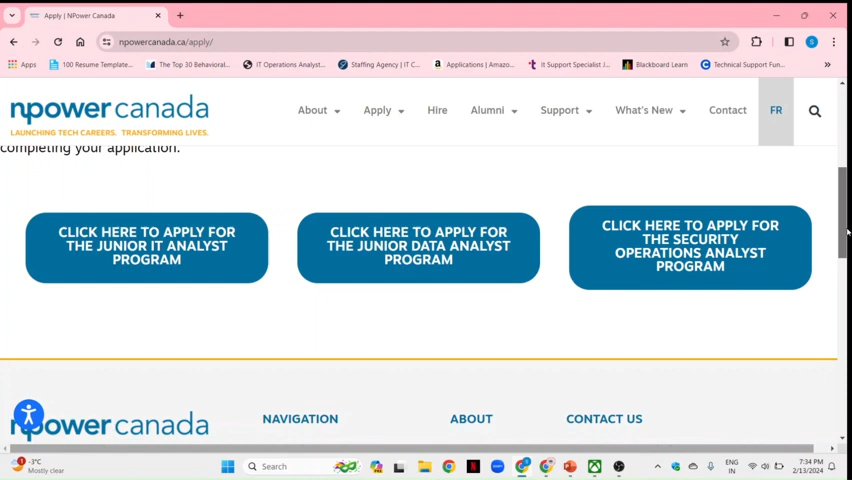 Apply | NPower Canada
npowercanada.ca/apply/
S
Apps
100 Resume Template...
The Top 30 Behavioral...
IT Operations Analyst...
Staffing Agency | IT C...
Applications | Amazo...
It Support Specialist J...
Blackboard Learn
Technical Support Fun...
npower canada
LAUNCHING TECH CAREERS. TRANSFORMING LIVES.
About
Apply
Hire
Alumni
Support
What's New
Contact
FR
completing your application.
CLICK HERE TO APPLY FOR
THE JUNIOR IT ANALYST
PROGRAM
CLICK HERE TO APPLY FOR
THE JUNIOR DATA ANALYST
PROGRAM
CLICK HERE TO APPLY FOR
THE SECURITY
OPERATIONS ANALYST
PROGRAM
npower canada
NAVIGATION
ABOUT
CONTACT US
-3°C
Mostly clear
Search
ENG
IN
7:34 PM
2/13/2024